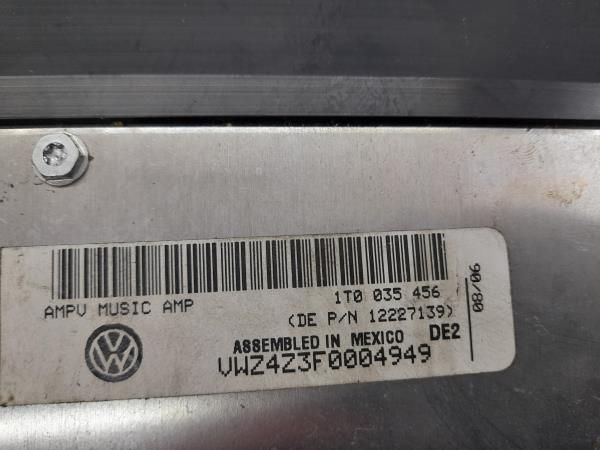 AMPV MUSIC AMP
1T0 035 456
(DE P/N 12227139)
ASSEMBLED IN MEXICO DE2
VWZ4Z3F0004949
08/06